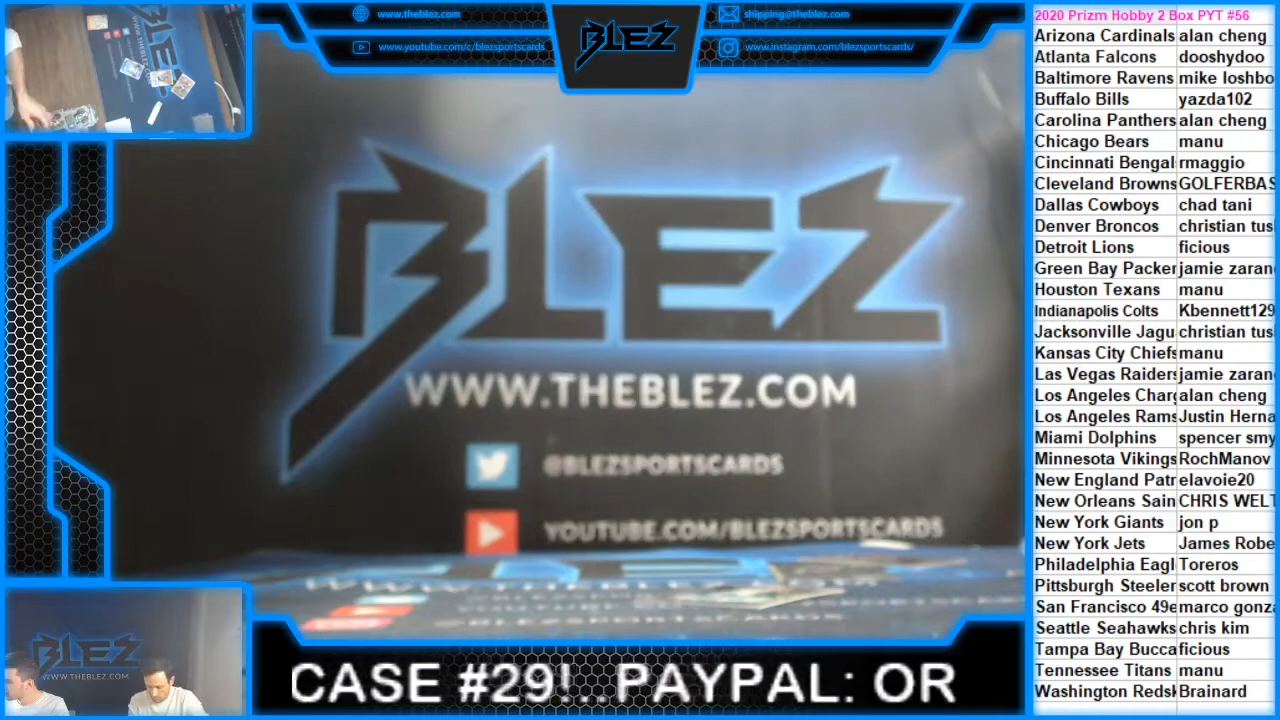 www.theblez.com
shipping@theblez.com
www.youtube.com/c/blezsportscards
www.instagram.com/blezsportscards/
BLEZ
BLEZ
WWW.THEBLEZ.COM
@BLEZSPORTSCARDS
YOUTUBE.COM/BLEZSPORTSCARDS
BLEZ
WWW.THEBLEZ.COM
CASE #29!...PAYPAL: OR
2020 Prizm Hobby 2 Box PYT #56
Arizona Cardinals alan cheng
Atlanta Falcons dooshydoo
Baltimore Ravens mike loshbo
Buffalo Bills yazda102
Carolina Panthers alan cheng
Chicago Bears manu
Cincinnati Bengal rmaggio
Cleveland Browns GOLFERBAS
Dallas Cowboys chad tani
Denver Broncos christian tus
Detroit Lions ficious
Green Bay Packer jamie zaran
Houston Texans manu
Indianapolis Colts Kbennett129
Jacksonville Jagu christian tus
Kansas City Chiefs manu
Las Vegas Raiders jamie zaran
Los Angeles Charg alan cheng
Los Angeles Rams Justin Herna
Miami Dolphins spencer smy
Minnesota Vikings RochManov
New England Patr elavoie20
New Orleans Sain CHRIS WELT
New York Giants jon p
New York Jets James Robe
Philadelphia Eagl Toreros
Pittsburgh Steeler scott brown
San Francisco 49e marco gonza
Seattle Seahawks chris kim
Tampa Bay Bucca ficious
Tennessee Titans manu
Washington Redsk Brainard